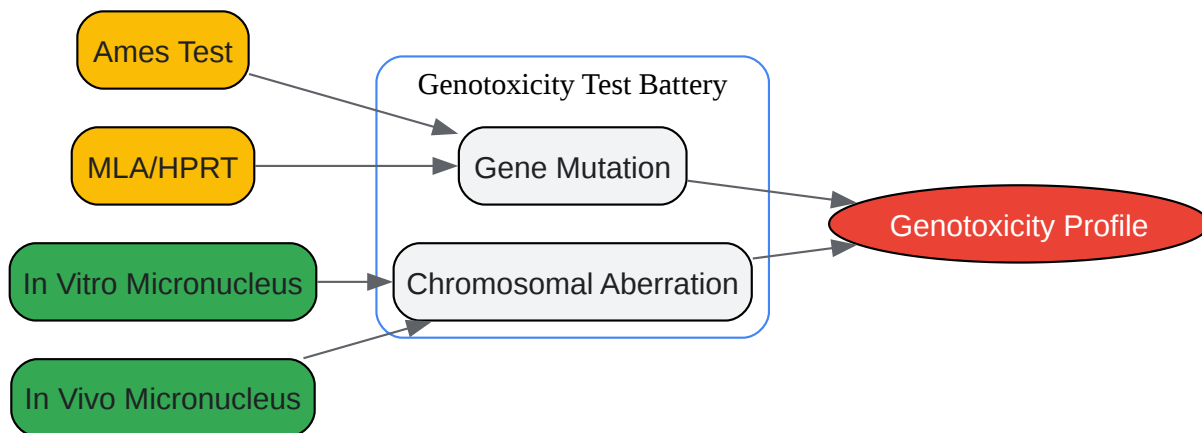 Ames Test
Genotoxicity Test Battery
MLA/HPRT
Gene Mutation
Genotoxicity Profile
In Vitro Micronucleus
Chromosomal Aberration
In Vivo Micronucleus